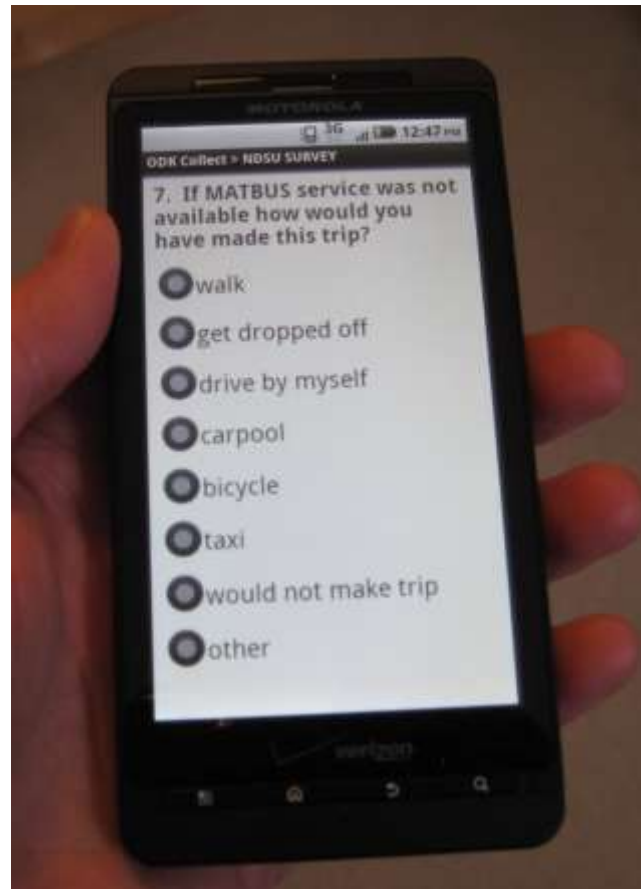 MOTOROLA
3G 12:47 PM
ODK Collect > NDSU SURVEY
7. If MATBUS service was not
available how would you
have made this trip?
walk
get dropped off
drive by myself
carpool
bicycle
taxi
would not make trip
other
verizon